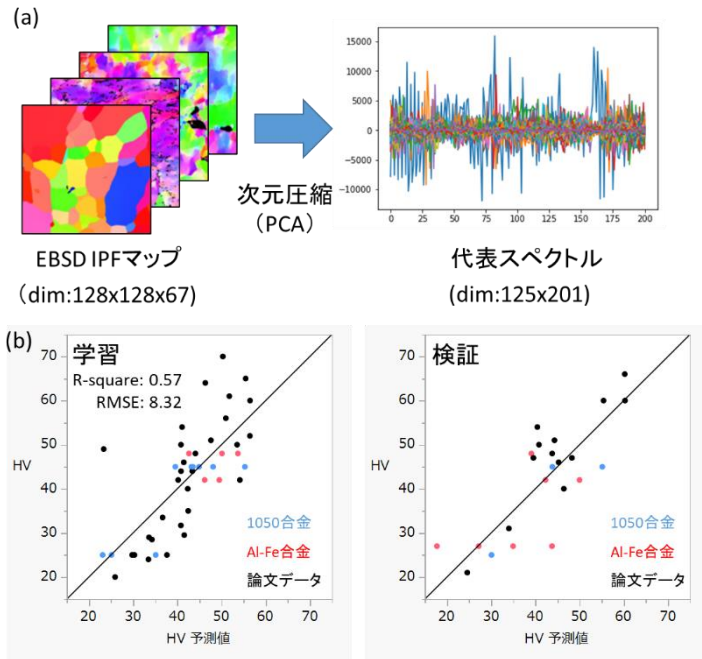 (a)
EBSD IPFマップ
（dim:128x128x67)
次元圧縮
（PCA）
15000
10000
5000
0
−5000
−10000
0 25 50 75 100 125 150 175 200
代表スペクトル
(dim:125x201)
(b)
学習
R-square: 0.57
RMSE: 8.32
70
60
50
HV
40
30
20
1050合金
Al-Fe合金
論文データ
20 30 40 50 60 70
HV 予測値
検証
70
60
50
HV
40
30
20
1050合金
Al-Fe合金
論文データ
20 30 40 50 60 70
HV 予測値